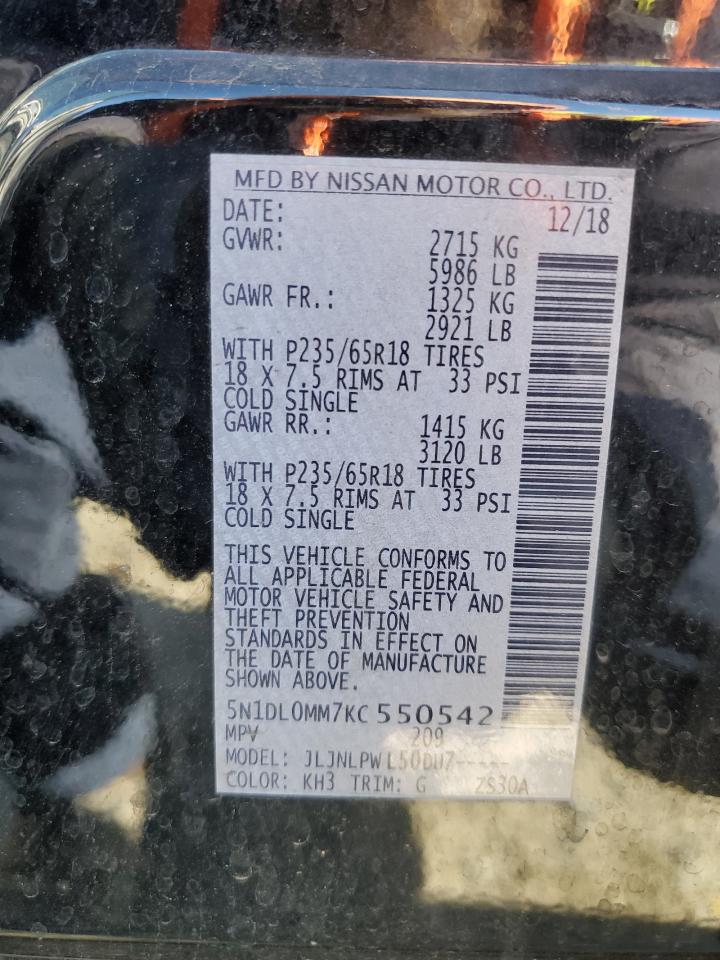 MFD BY NISSAN MOTOR CO., LTD.
DATE: 12/18
GVWR: 2715 KG
5986 LB
GAWR FR.: 1325 KG
2921 LB
WITH P235/65R18 TIRES
18 X 7.5 RIMS AT 33 PSI
COLD SINGLE
GAWR RR.: 1415 KG
3120 LB
WITH P235/65R18 TIRES
18 X 7.5 RIMS AT 33 PSI
COLD SINGLE
THIS VEHICLE CONFORMS TO
ALL APPLICABLE FEDERAL
MOTOR VEHICLE SAFETY AND
THEFT PREVENTION
STANDARDS IN EFFECT ON
THE DATE OF MANUFACTURE
SHOWN ABOVE.
5N1DL0MM7KC550542
MPV 209
MODEL: JLJNLPWL50DU7-----
COLOR: KH3 TRIM: G ZS30A